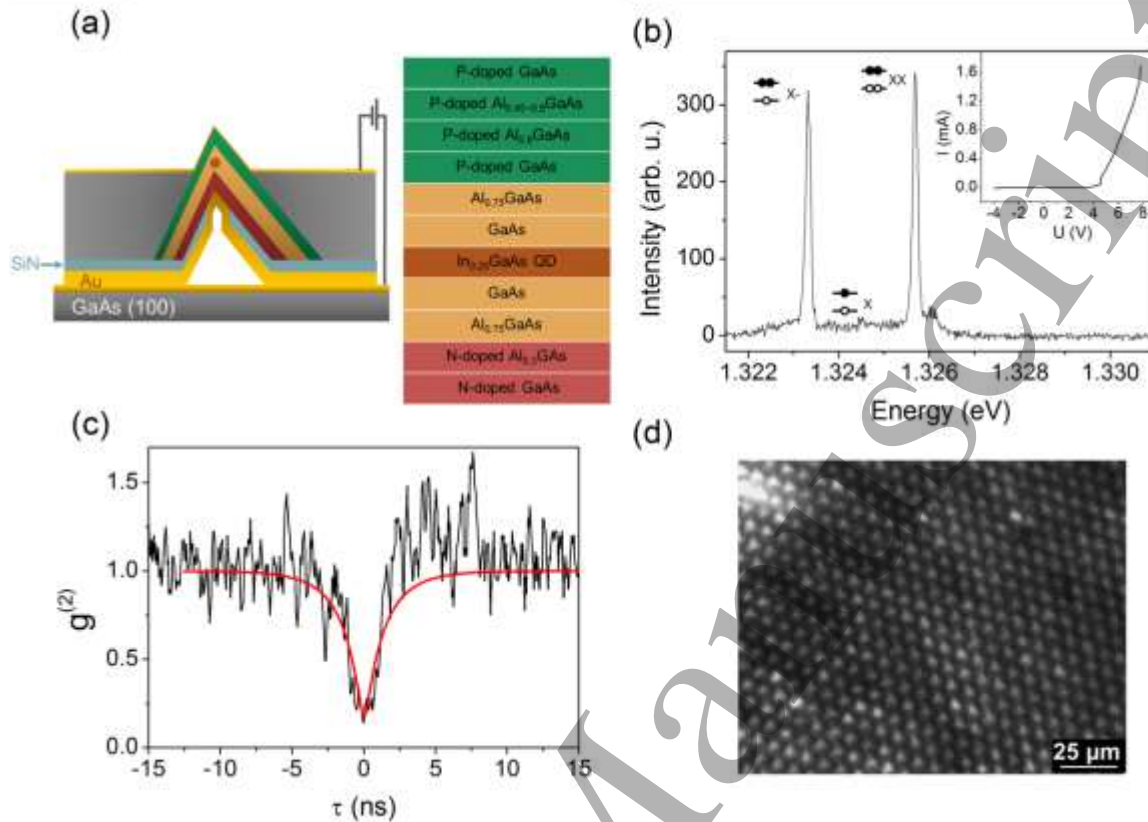 (a)
P-doped GaAs
P-doped Al₀.₄₅₋₀.₈GaAs
P-doped Al₀.₈GaAs
P-doped GaAs
Al₀.₇₅GaAs
GaAs
In₀.₂₅GaAs QD
GaAs
Al₀.₇₅GaAs
N-doped GaAs
SiN
Au
GaAs (100)
(b)
Intensity (arb. u.)
300
200
100
0
X-
XX
X
1.322 1.324 1.326 1.328 1.330
Energy (eV)
I (mA)
1.6
1.2
0.8
0.4
0.0
-4 -2 0 2 4 6 8
U (V)
(c)
g(2)
1.5
1.0
0.5
0.0
-15 -10 -5 0 5 10 15
τ (ns)
(d)
25 µm
Manuscrip